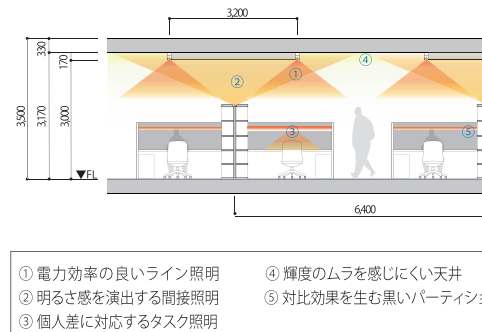 3,200
330
170
3,500
3,170
3,000
▼FL
①
②
③
④
⑤
6,400
① 電力効率の良いライン照明
② 明るさ感を演出する間接照明
③ 個人差に対応するタスク照明
④ 輝度のムラを感じにくい天井
⑤ 対比効果を生む黒いパーティシ